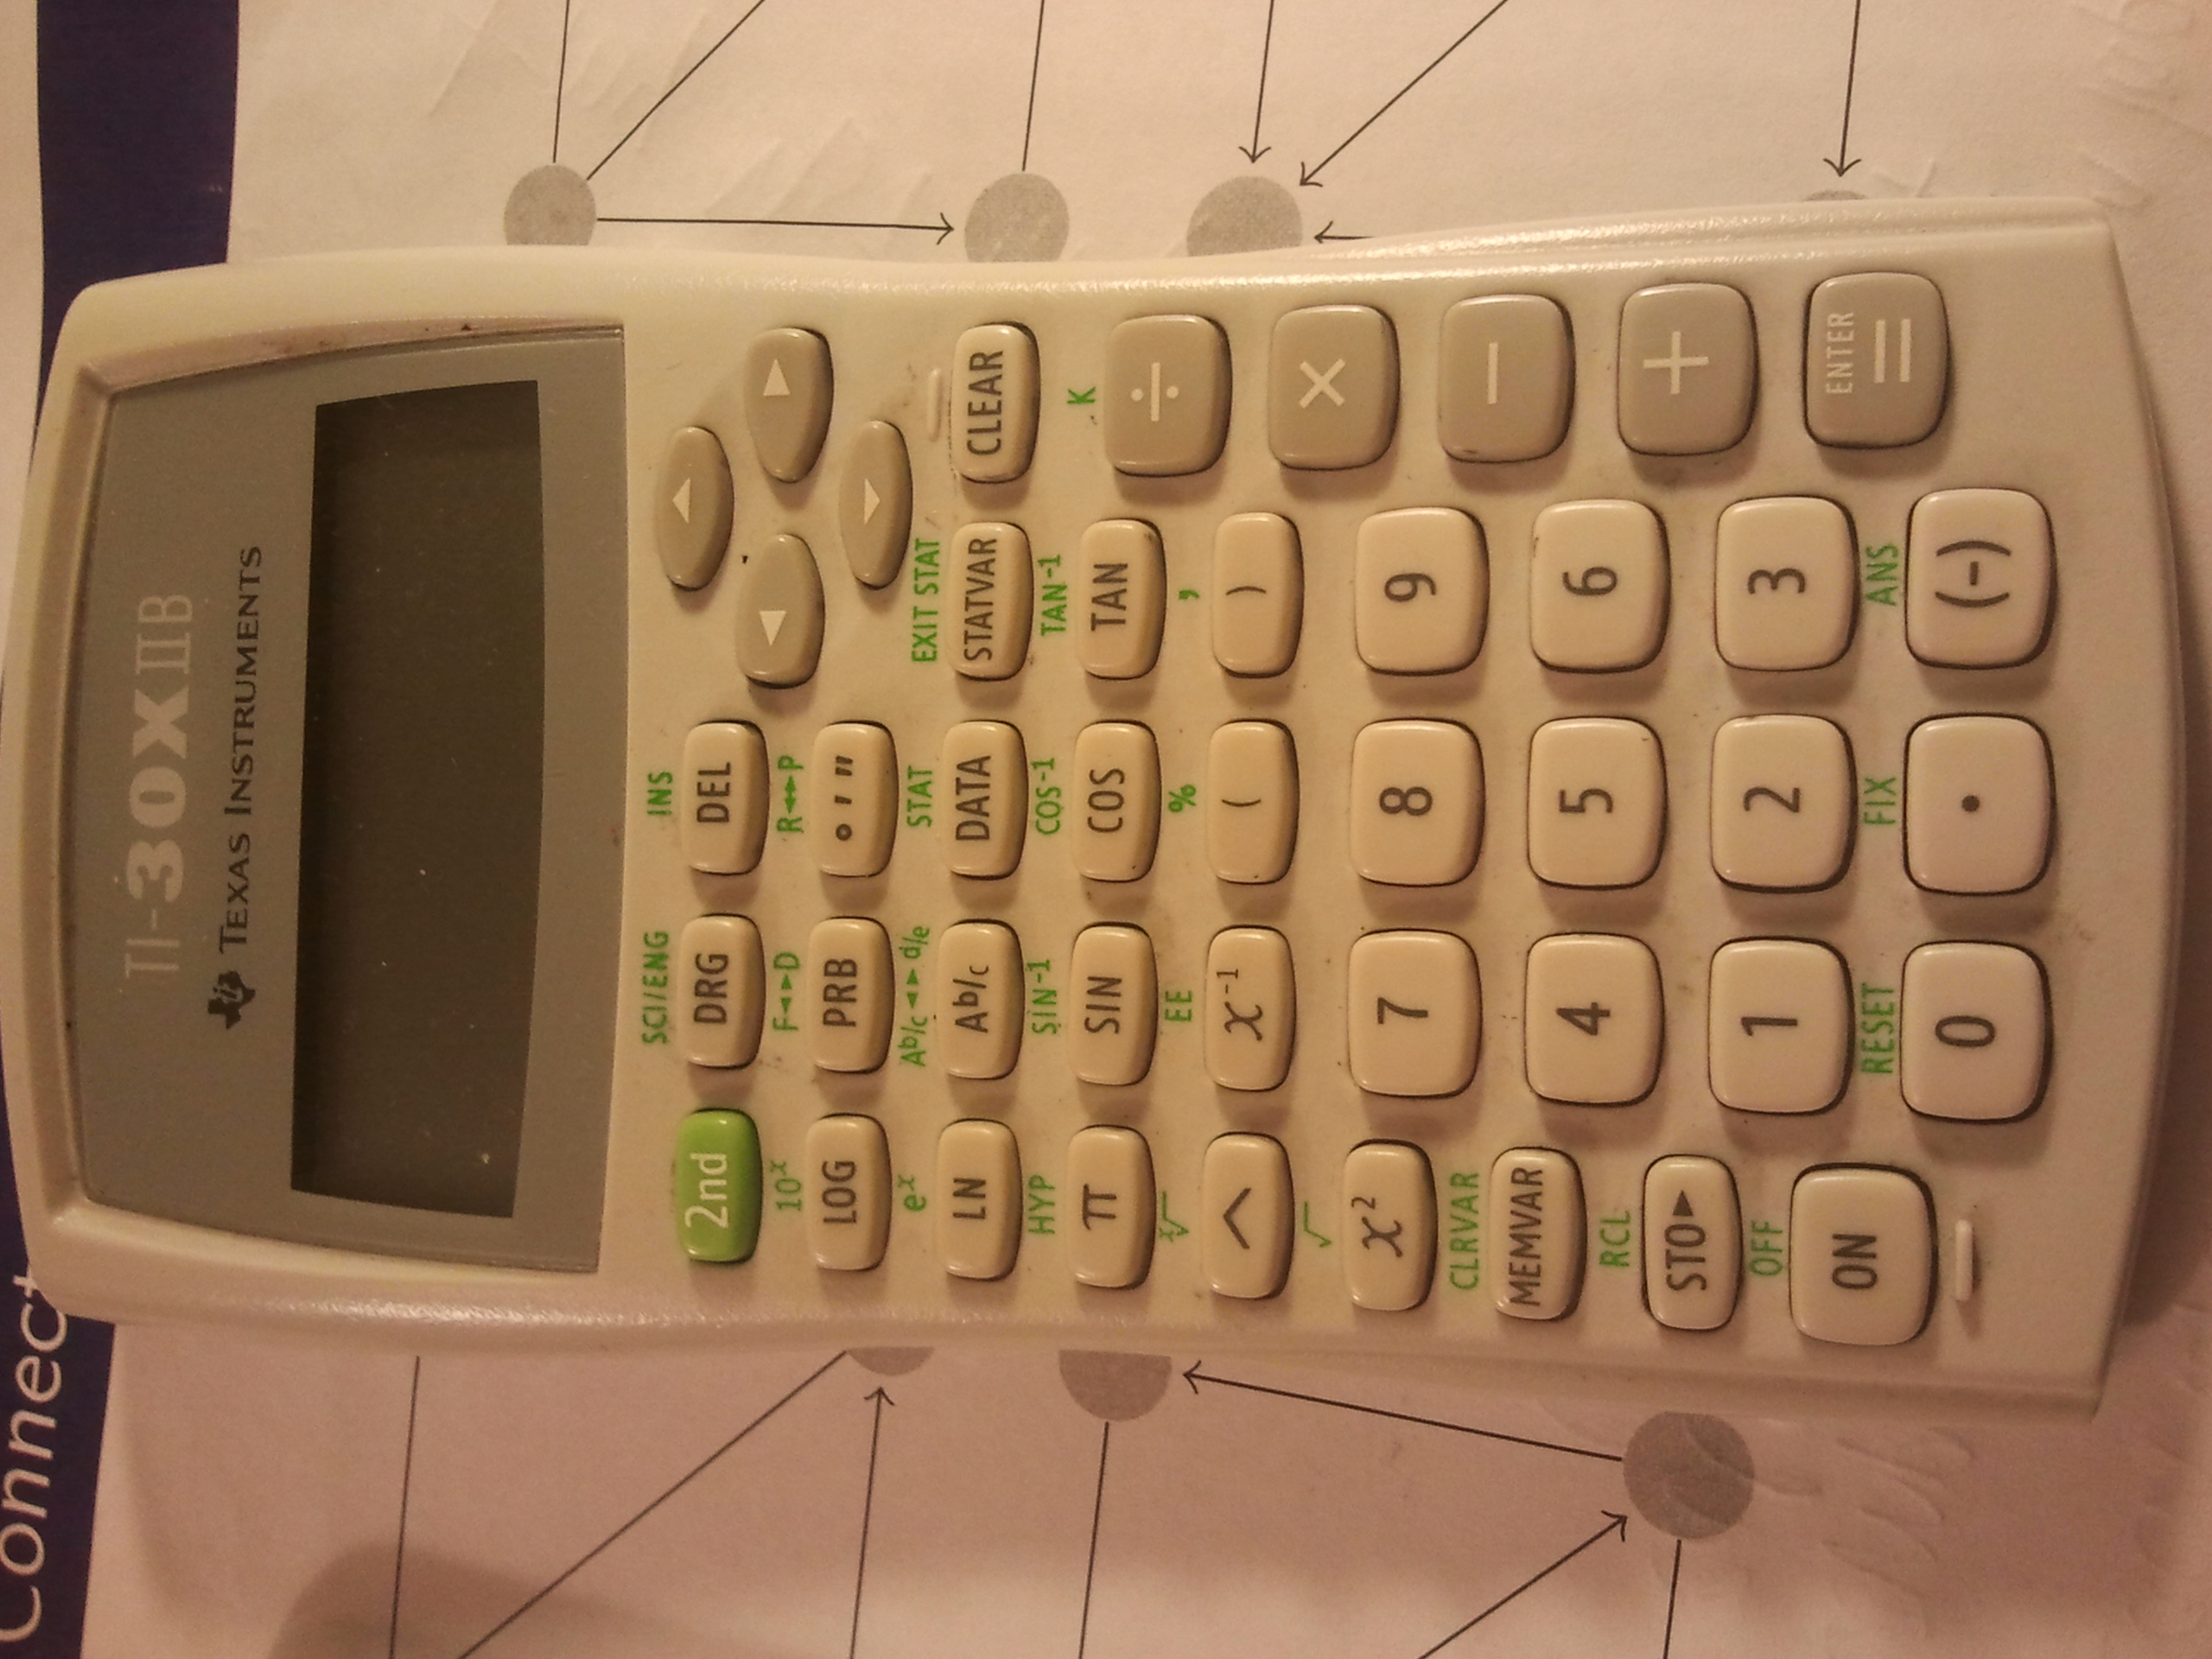 Connect
TI-30X IIB
TEXAS INSTRUMENTS
SCI/ENG INS
2nd DRG DEL
10ˣ F◄►D R◄►P
LOG PRB ° ' "
eˣ Ab/c◄►d/e STAT EXIT STAT
LN Ab/c DATA STATVAR CLEAR
HYP SIN⁻¹ COS⁻¹ TAN⁻¹ K
π SIN COS TAN ÷
ˣ√ EE % ,
^ x⁻¹ ( )
√ ×
x² 7 8 9
CLRVAR −
MEMVAR 4 5 6
RCL +
STO► 1 2 3
OFF ENTER
ON =
RESET FIX ANS
0 . (-)